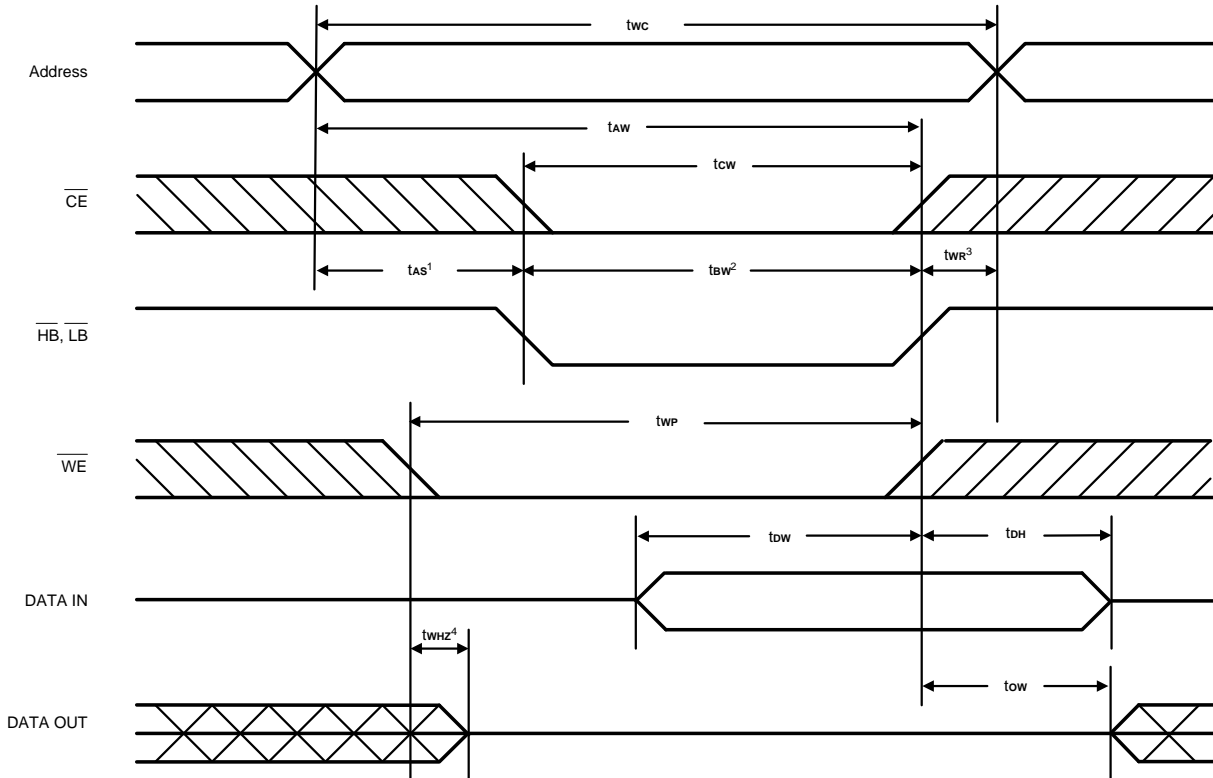 tWC
Address
tAW
tCW
CE
tAS1
tBW2
tWR3
HB, LB
tWP
WE
tDW
tDH
DATA IN
tWHZ4
tOW
DATA OUT